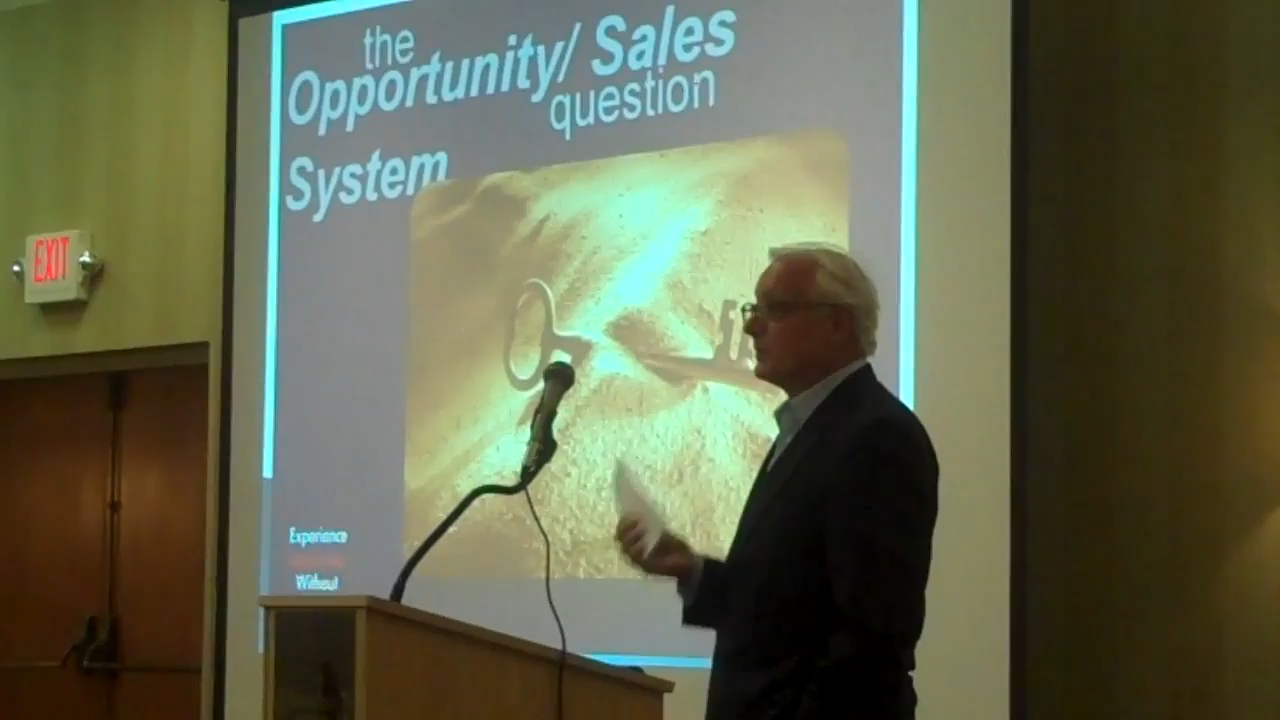 the
Opportunity/ Sales
question
System
EXIT
Experience
Without